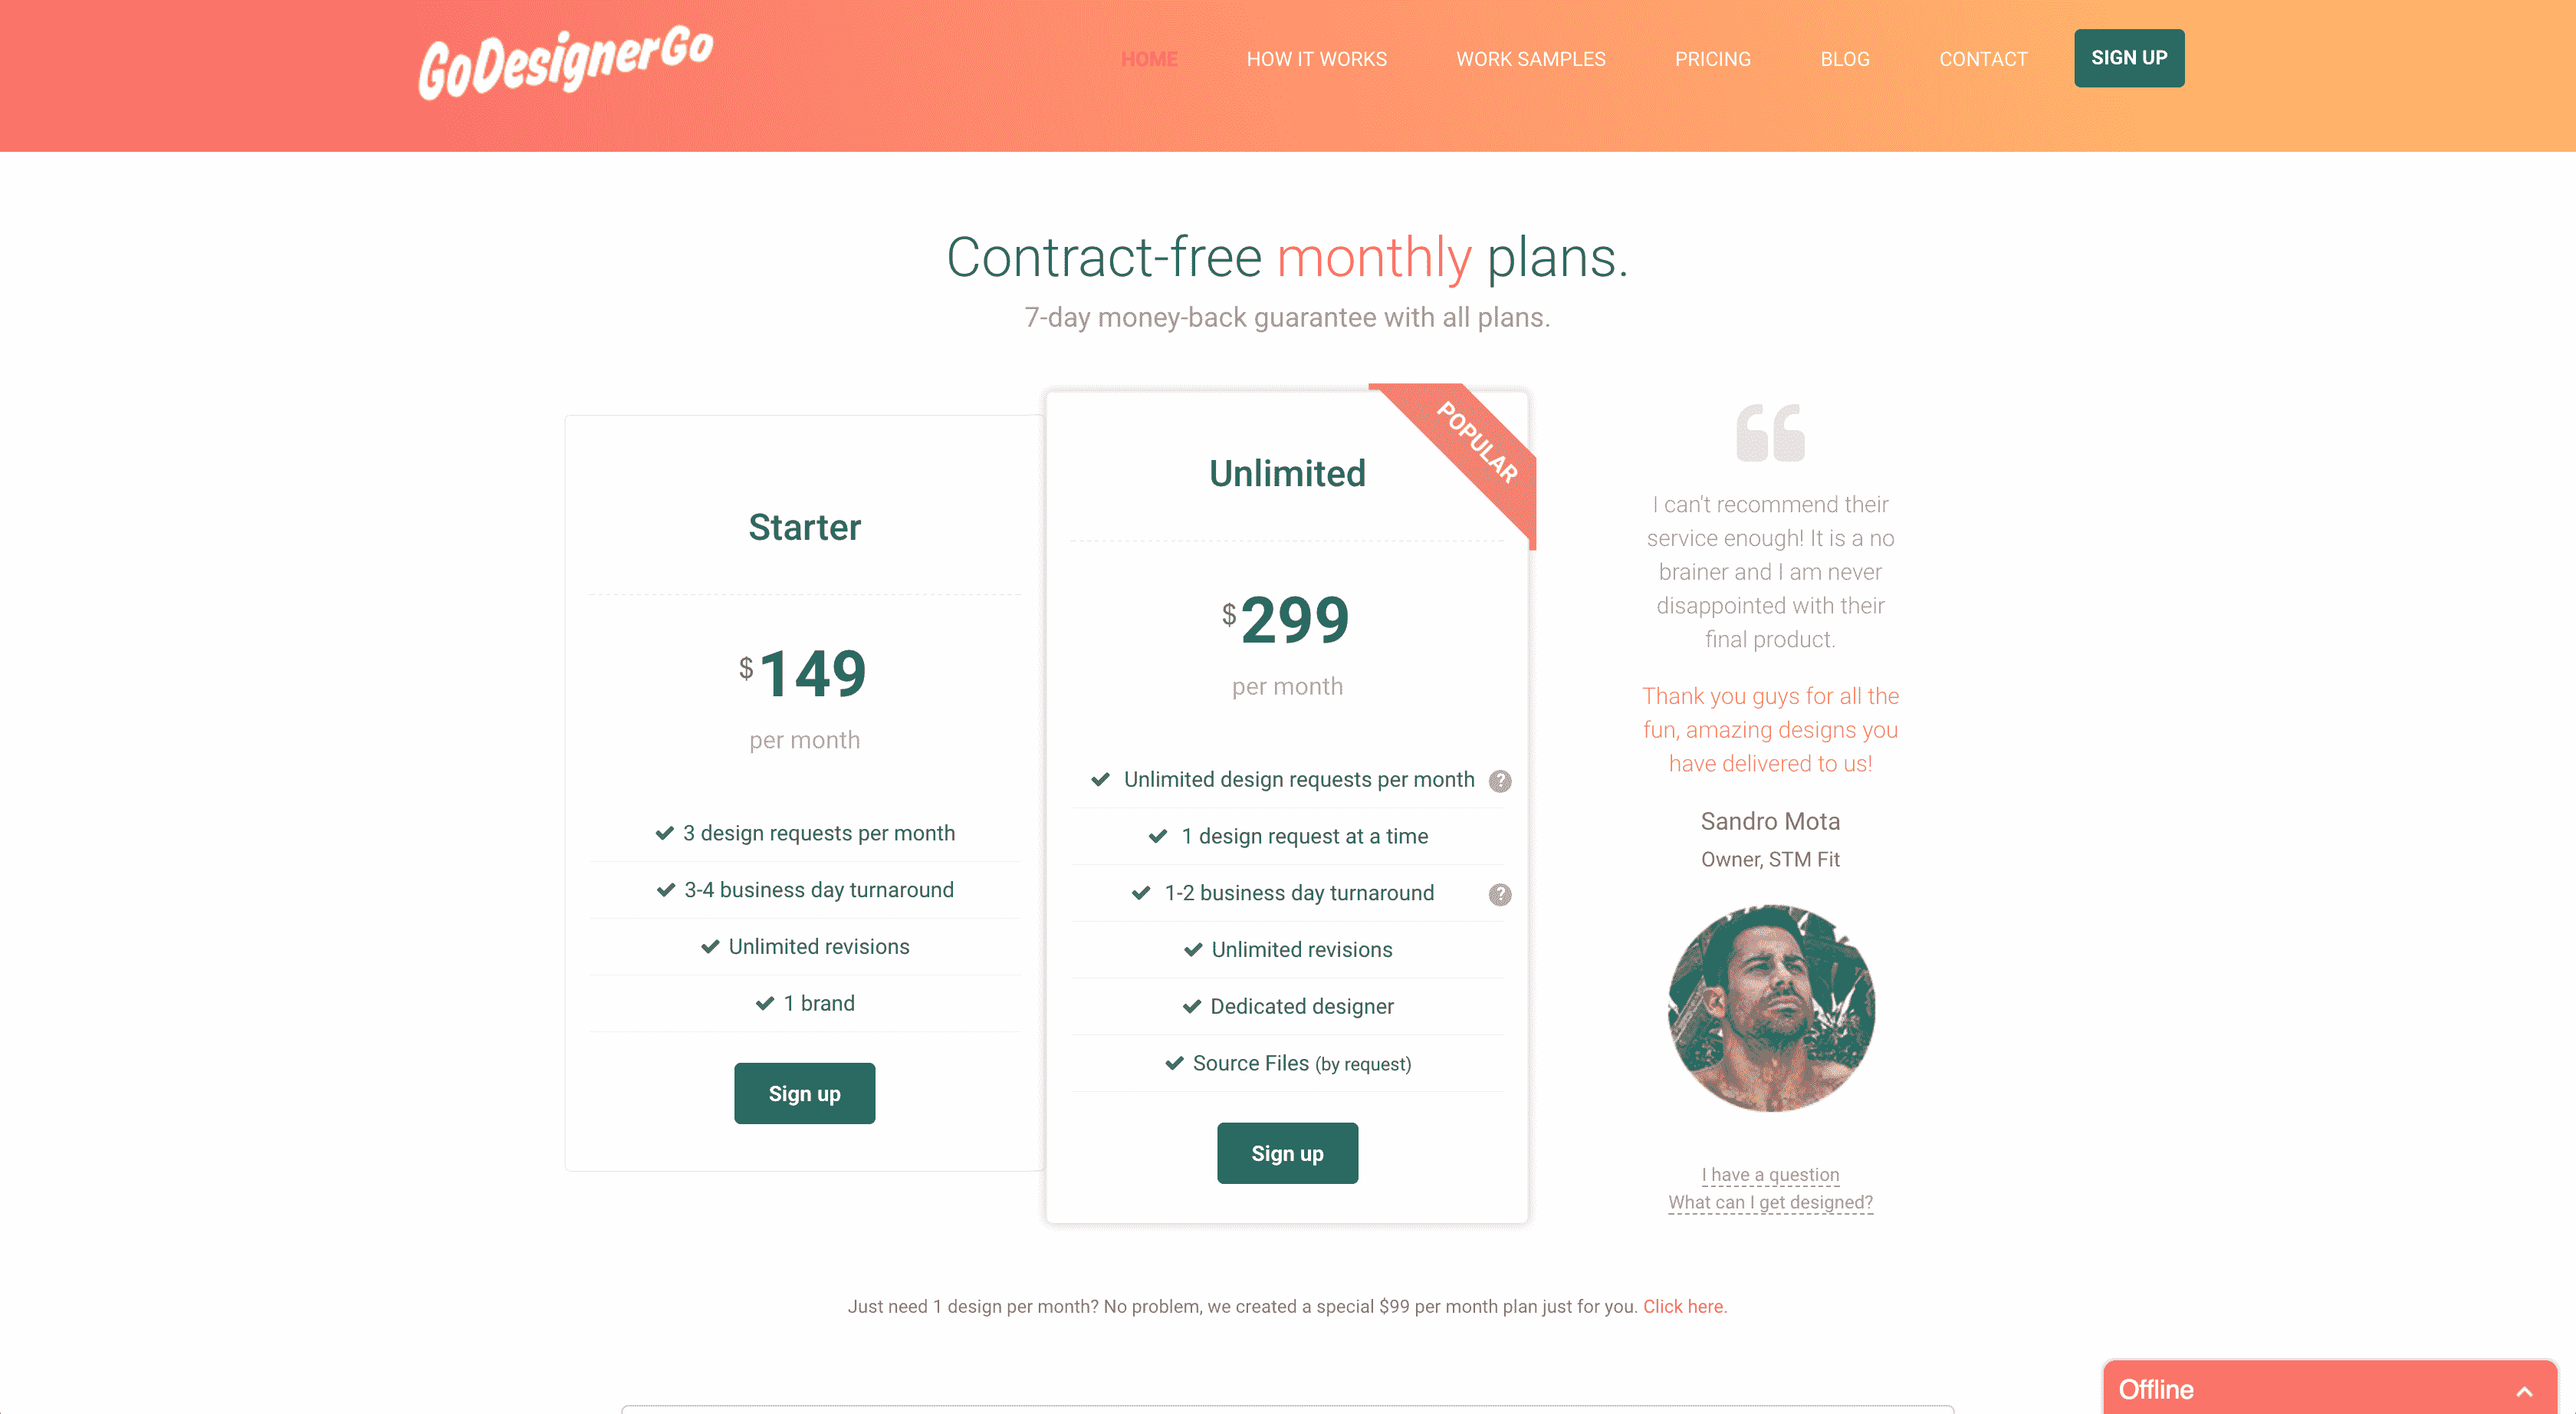 GoDesignerGo
HOME
HOW IT WORKS
WORK SAMPLES
PRICING
BLOG
CONTACT
SIGN UP
Contract-free monthly plans.
7-day money-back guarantee with all plans.
Starter
$149
per month
3 design requests per month
3-4 business day turnaround
Unlimited revisions
1 brand
Sign up
POPULAR
Unlimited
$299
per month
Unlimited design requests per month ?
1 design request at a time
1-2 business day turnaround ?
Unlimited revisions
Dedicated designer
Source Files (by request)
Sign up
I can't recommend their
service enough! It is a no
brainer and I am never
disappointed with their
final product.
Thank you guys for all the
fun, amazing designs you
have delivered to us!
Sandro Mota
Owner, STM Fit
I have a question
What can I get designed?
Just need 1 design per month? No problem, we created a special $99 per month plan just for you. Click here.
Offline